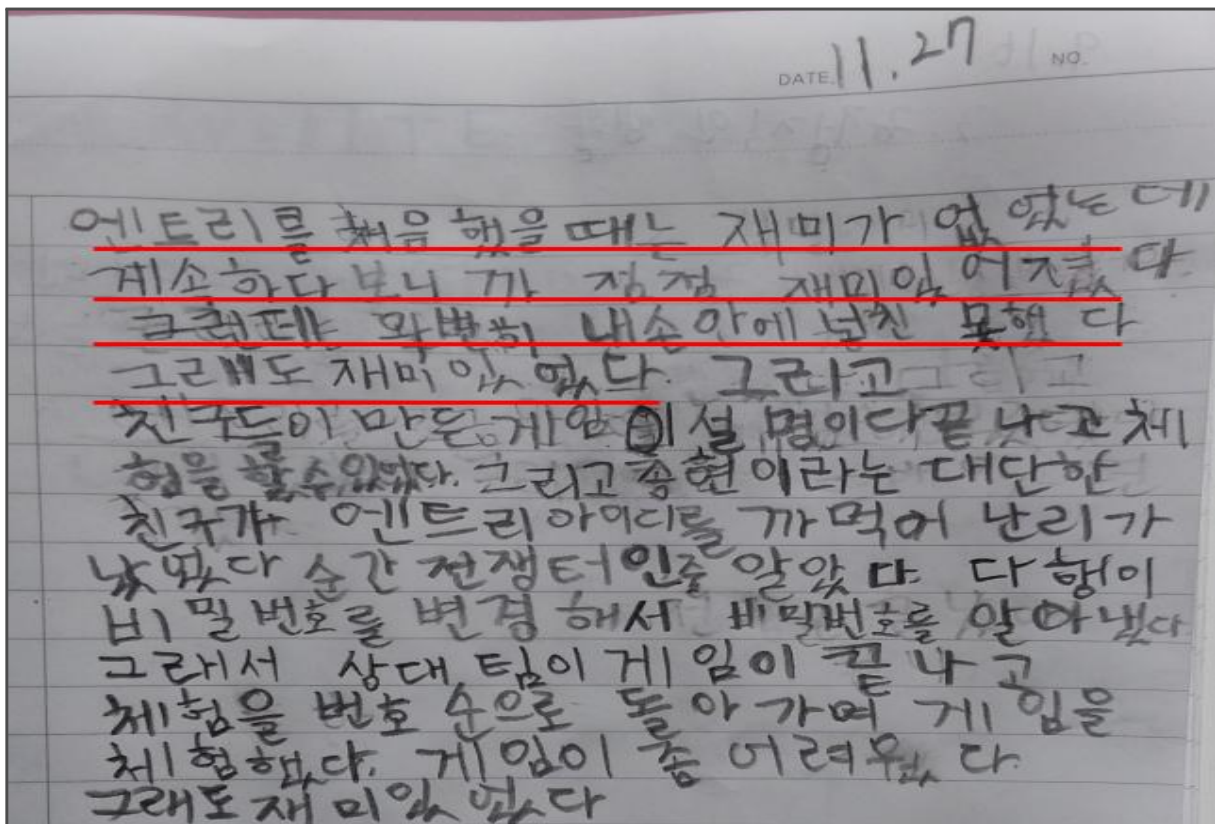 DATE. 11. 27 NO.
엔트리를 처음 했을 때는 재미가 없었는데
계속하다 보니 까 점점 재미있어졌다
그런데 완벽히 내손안에 넣친 못했다
그래도 재미있었다. 그리고
친구들이 만든 게임이 설명이다끝나고 체
험을 할수있었다. 그리고 송현이라는 대단한
친구가 엔트리아이디를 까먹어 난리가
났었다 순간 전쟁터인줄 알았다. 다행이
비밀번호를 변경해서 비밀번호를 알아냈다
그래서 상대 팀이 게임이 끝나고
체험을 번호 순으로 돌아가며 게임을
체험했다. 게임이 좀 어려웠다.
그래도재미있었다